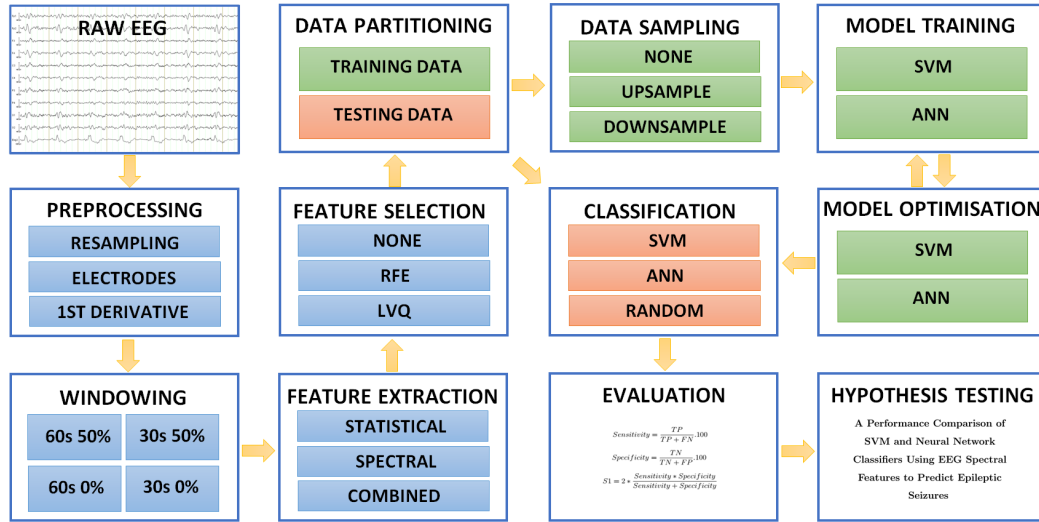 RAW EEG
PREPROCESSING
RESAMPLING
ELECTRODES
1ST DERIVATIVE
WINDOWING
60s 50%
30s 50%
60s 0%
30s 0%
FEATURE EXTRACTION
STATISTICAL
SPECTRAL
COMBINED
FEATURE SELECTION
NONE
RFE
LVQ
DATA PARTITIONING
TRAINING DATA
TESTING DATA
DATA SAMPLING
NONE
UPSAMPLE
DOWNSAMPLE
MODEL TRAINING
SVM
ANN
MODEL OPTIMISATION
SVM
ANN
CLASSIFICATION
SVM
ANN
RANDOM
EVALUATION
Sensitivity = TP / TP + FN .100
Specificity = TN / TN + FP .100
S1 = 2 * Sensitivity * Specificity / Sensitivity + Specificity
HYPOTHESIS TESTING
A Performance Comparison of
SVM and Neural Network
Classifiers Using EEG Spectral
Features to Predict Epileptic
Seizures